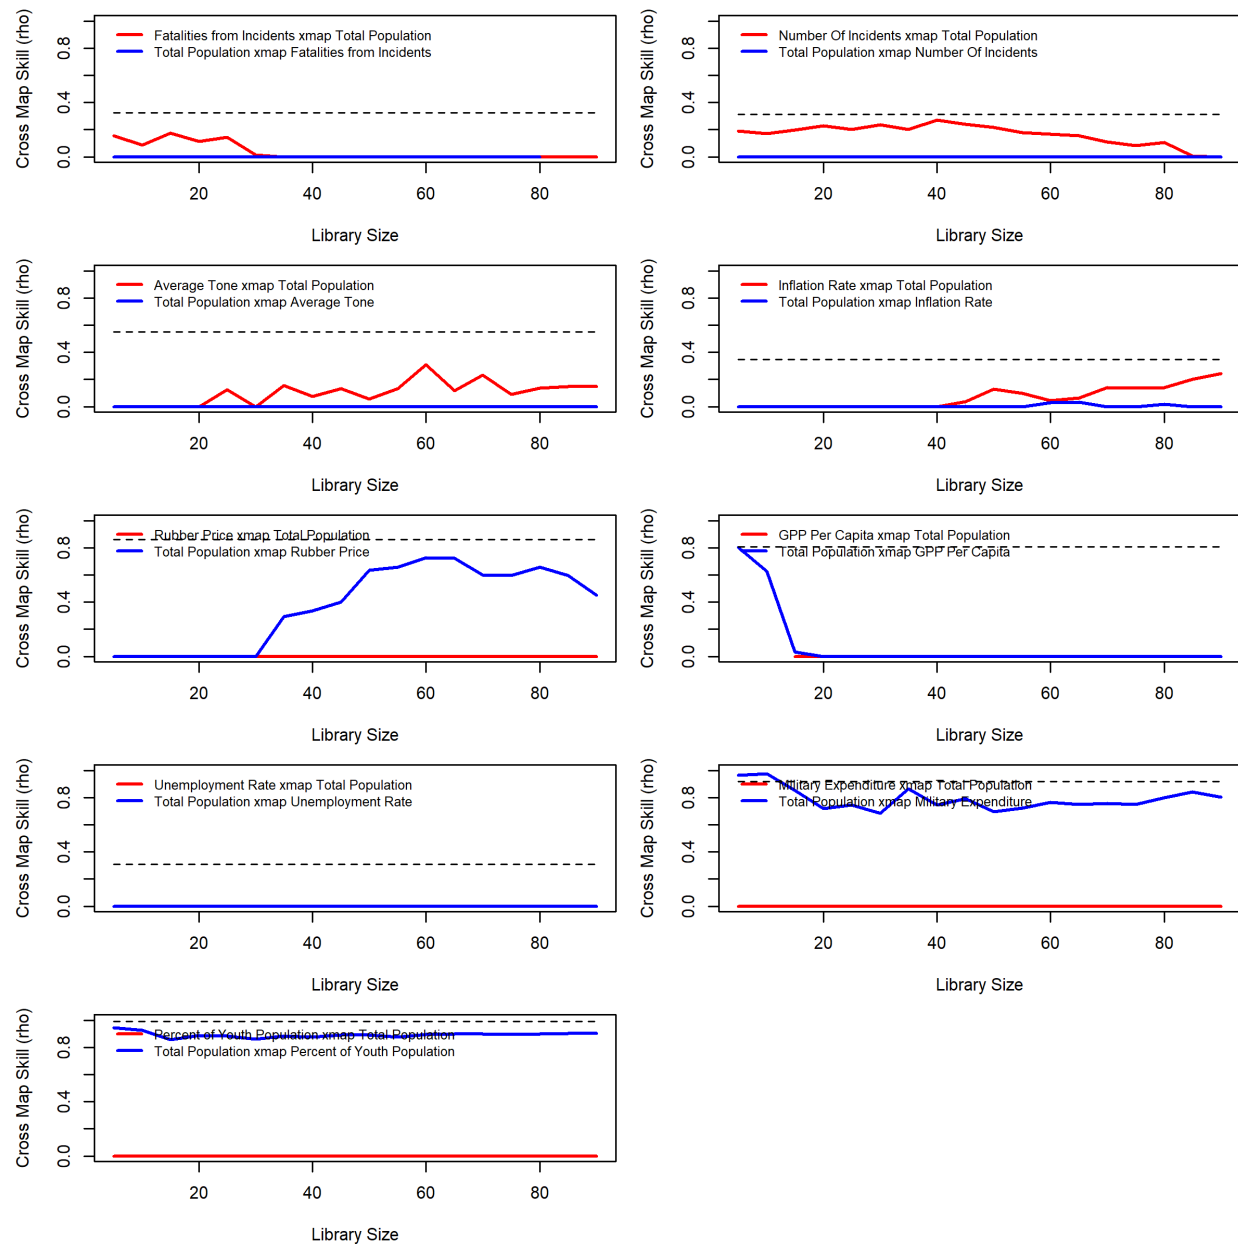 Cross Map Skill (rho)
0.0 0.4 0.8
Fatalities from Incidents xmap Total Population
Total Population xmap Fatalities from Incidents
20 40 60 80
Library Size
Cross Map Skill (rho)
0.0 0.4 0.8
Number Of Incidents xmap Total Population
Total Population xmap Number Of Incidents
20 40 60 80
Library Size
Cross Map Skill (rho)
0.0 0.4 0.8
Average Tone xmap Total Population
Total Population xmap Average Tone
20 40 60 80
Library Size
Cross Map Skill (rho)
0.0 0.4 0.8
Inflation Rate xmap Total Population
Total Population xmap Inflation Rate
20 40 60 80
Library Size
Cross Map Skill (rho)
0.0 0.4 0.8
Rubber Price xmap Total Population
Total Population xmap Rubber Price
20 40 60 80
Library Size
Cross Map Skill (rho)
0.0 0.4 0.8
GPP Per Capita xmap Total Population
Total Population xmap GPP Per Capita
20 40 60 80
Library Size
Cross Map Skill (rho)
0.0 0.4 0.8
Unemployment Rate xmap Total Population
Total Population xmap Unemployment Rate
20 40 60 80
Library Size
Cross Map Skill (rho)
0.0 0.4 0.8
Military Expenditure xmap Total Population
Total Population xmap Military Expenditure
20 40 60 80
Library Size
Cross Map Skill (rho)
0.0 0.4 0.8
Percent of Youth Population xmap Total Population
Total Population xmap Percent of Youth Population
20 40 60 80
Library Size